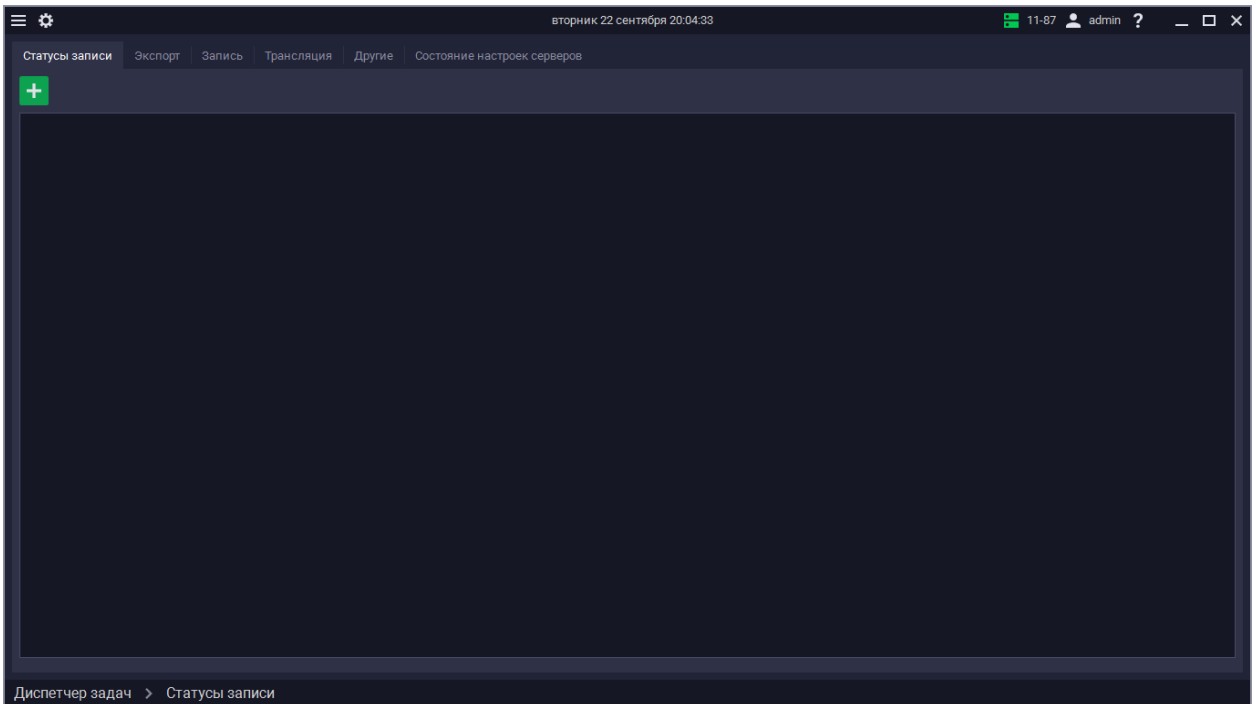 вторник 22 сентября 20:04:33 11-87 admin ?
Статусы записи Экспорт Запись Трансляция Другие Состояние настроек серверов
Диспетчер задач > Статусы записи